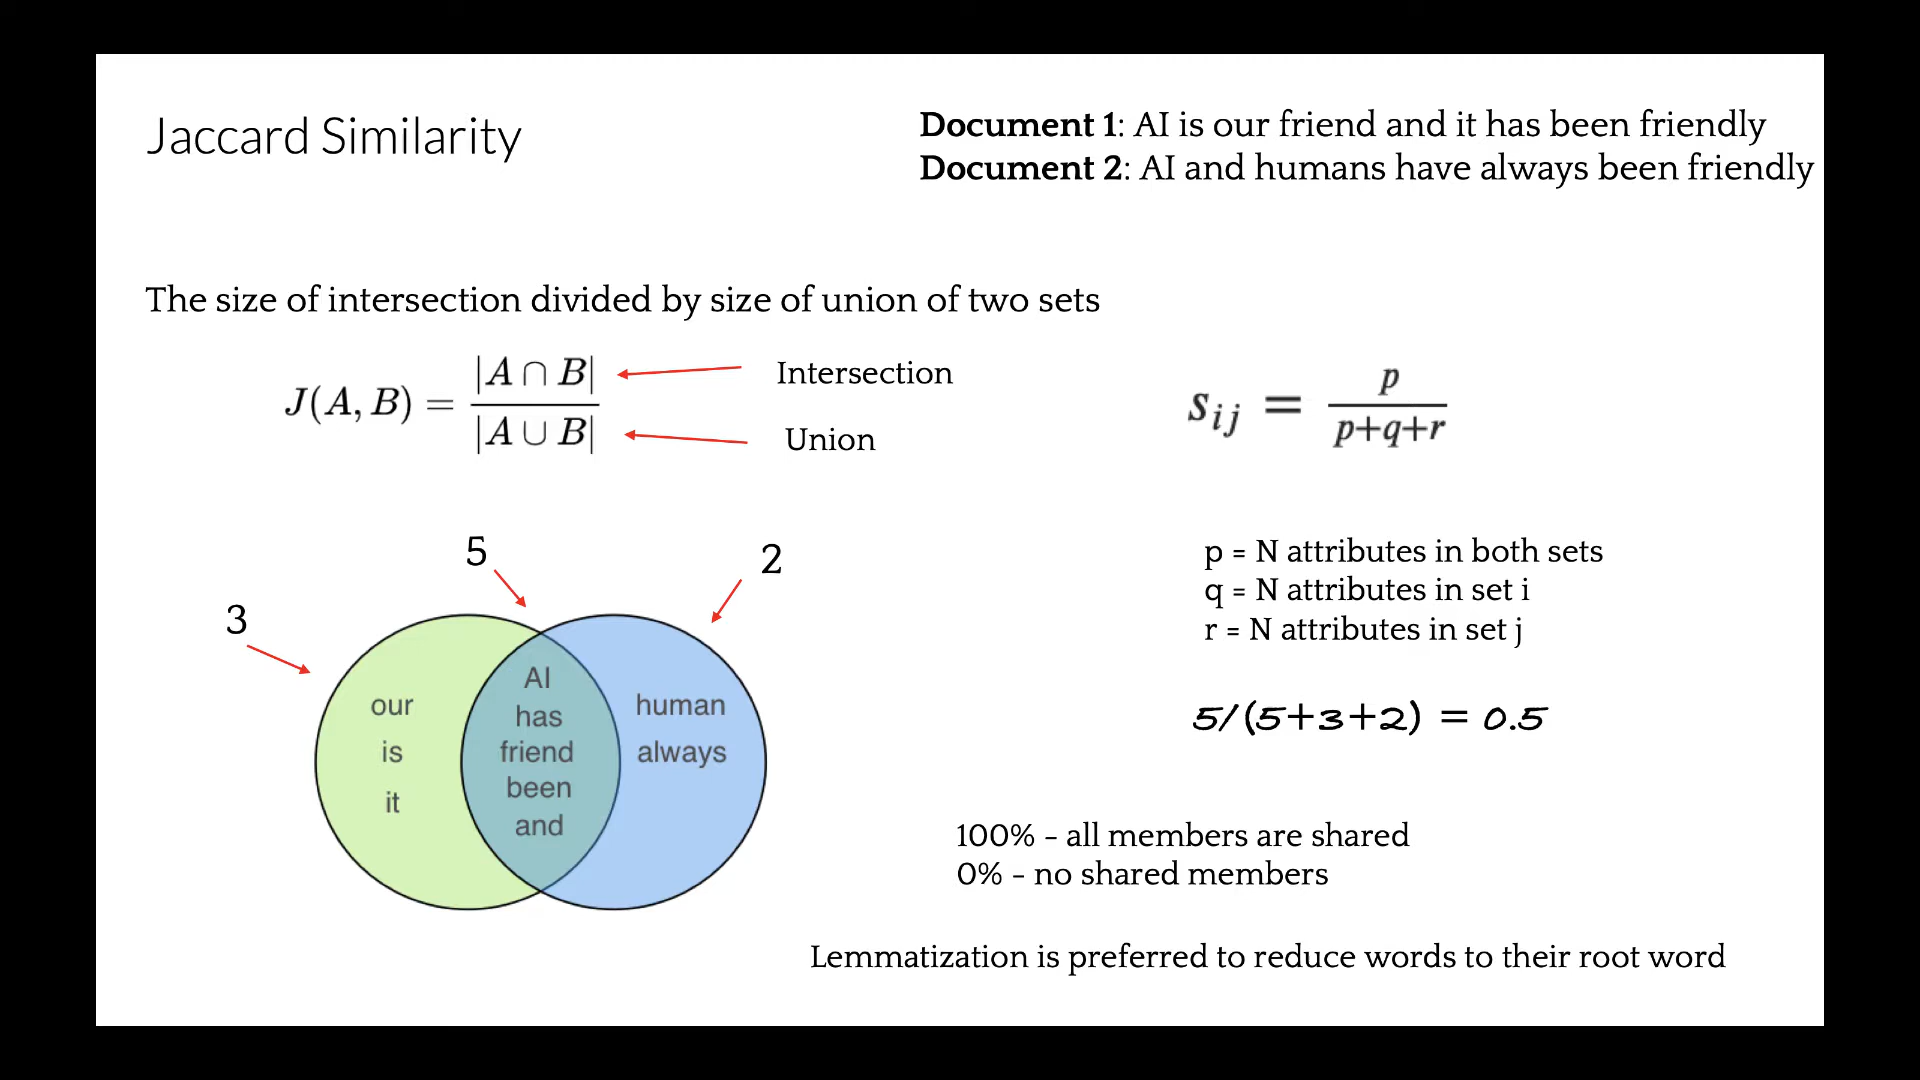 Jaccard Similarity
Document 1: AI is our friend and it has been friendly
Document 2: AI and humans have always been friendly
The size of intersection divided by size of union of two sets
J(A, B) = |A ∩ B| / |A ∪ B|
Intersection
Union
s_ij = p / p+q+r
5
2
3
our
is
it
AI
has
friend
been
and
human
always
p = N attributes in both sets
q = N attributes in set i
r = N attributes in set j
5/(5+3+2) = 0.5
100% – all members are shared
0% – no shared members
Lemmatization is preferred to reduce words to their root word